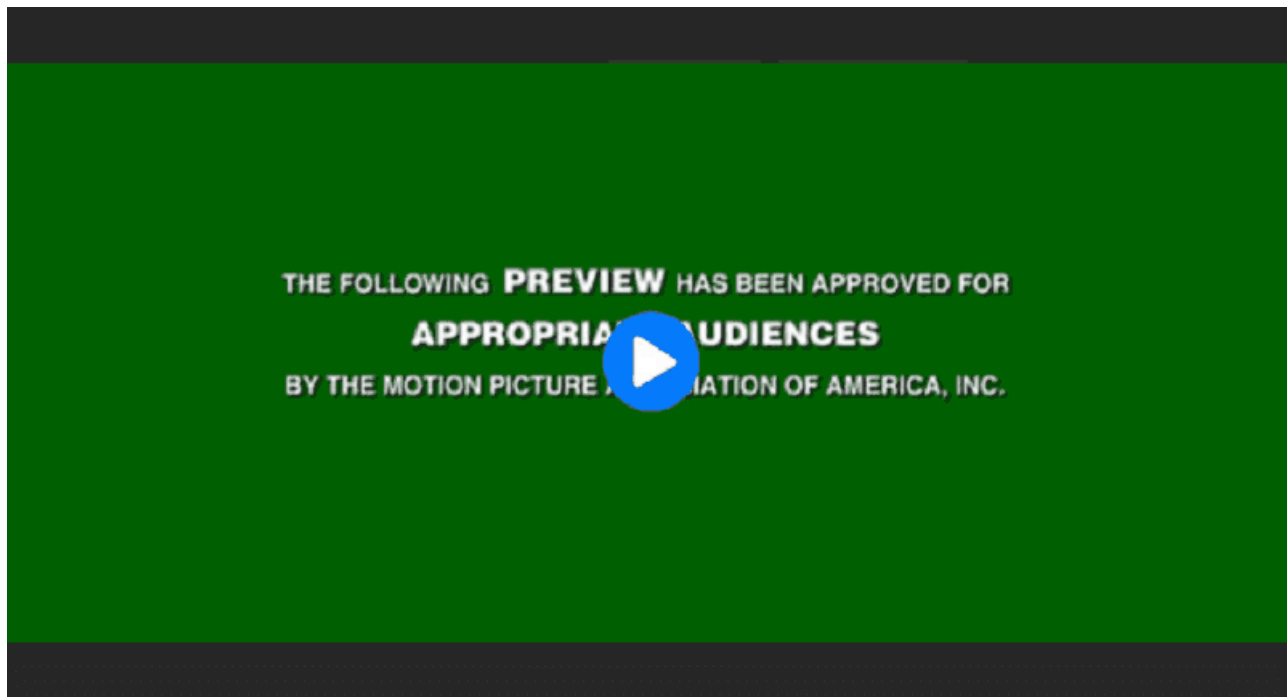 THE FOLLOWING PREVIEW HAS BEEN APPROVED FOR
APPROPRIA AUDIENCES
BY THE MOTION PICTURE A IATION OF AMERICA, INC.